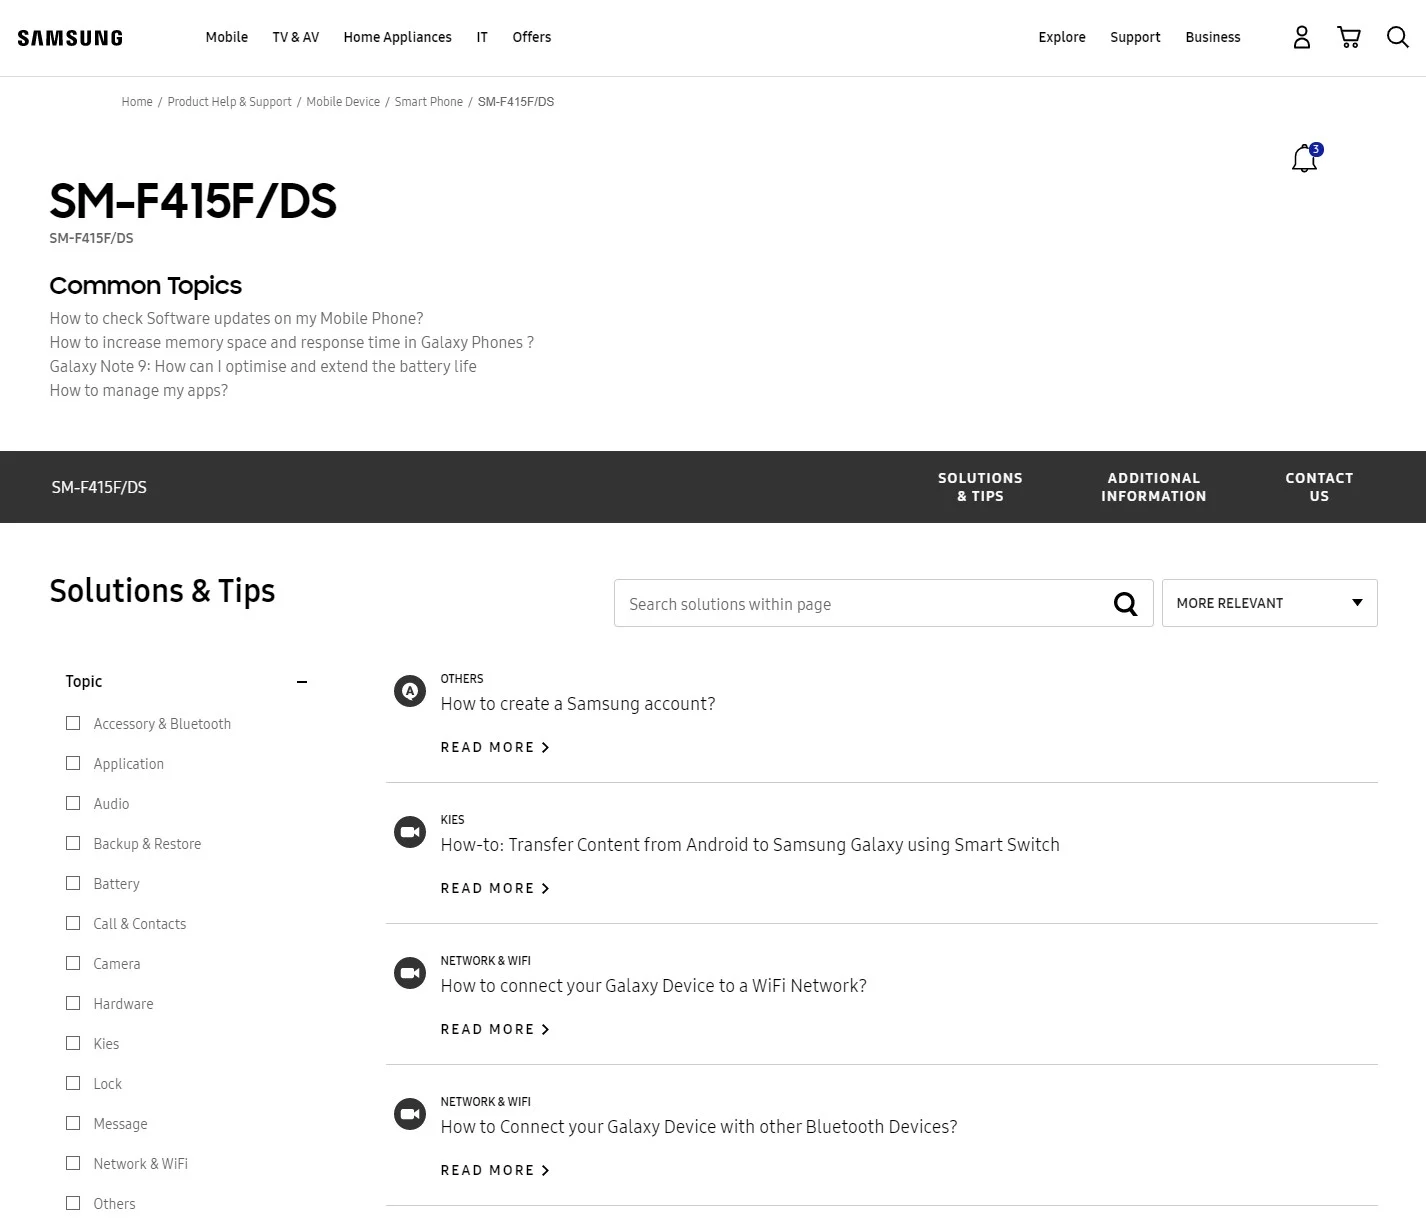 SAMSUNG
Mobile TV & AV Home Appliances IT Offers Explore Support Business
Home / Product Help & Support / Mobile Device / Smart Phone / SM-F415F/DS
3
SM-F415F/DS
SM-F415F/DS
Common Topics
How to check Software updates on my Mobile Phone?
How to increase memory space and response time in Galaxy Phones ?
Galaxy Note 9: How can I optimise and extend the battery life
How to manage my apps?
SM-F415F/DS
SOLUTIONS
& TIPS
ADDITIONAL
INFORMATION
CONTACT
US
Solutions & Tips
Search solutions within page
MORE RELEVANT
Topic
Accessory & Bluetooth
Application
Audio
Backup & Restore
Battery
Call & Contacts
Camera
Hardware
Kies
Lock
Message
Network & WiFi
Others
A
OTHERS
How to create a Samsung account?
READ MORE
KIES
How-to: Transfer Content from Android to Samsung Galaxy using Smart Switch
READ MORE
NETWORK & WIFI
How to connect your Galaxy Device to a WiFi Network?
READ MORE
NETWORK & WIFI
How to Connect your Galaxy Device with other Bluetooth Devices?
READ MORE